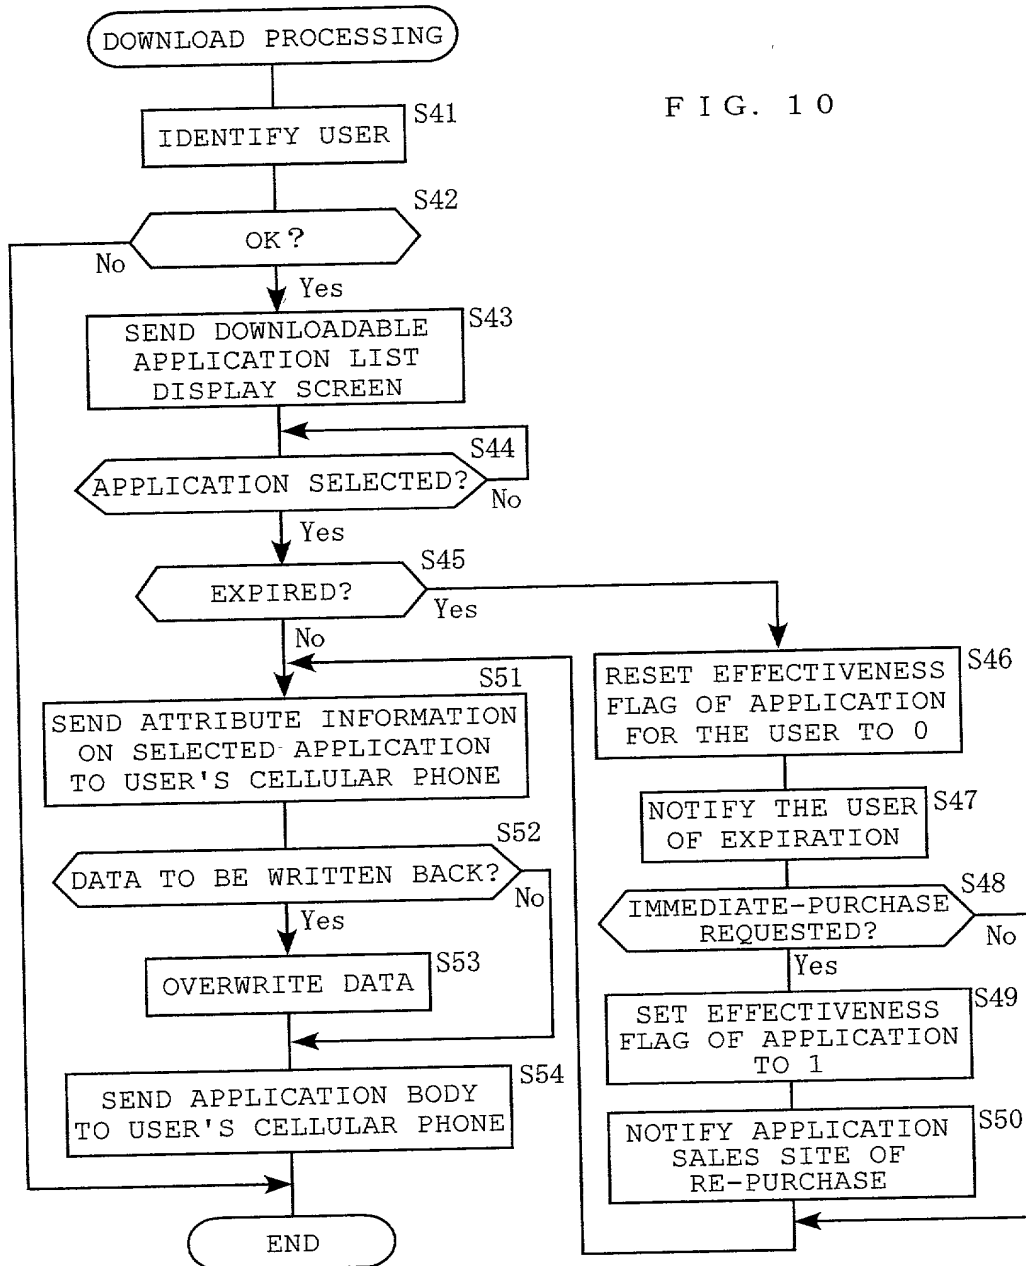 DOWNLOAD PROCESSING
F I G. 10
S41
IDENTIFY USER
S42
OK?
No
Yes
S43
SEND DOWNLOADABLE
APPLICATION LIST
DISPLAY SCREEN
S44
APPLICATION SELECTED?
No
Yes
S45
EXPIRED?
Yes
No
S46
RESET EFFECTIVENESS
FLAG OF APPLICATION
FOR THE USER TO 0
S47
NOTIFY THE USER
OF EXPIRATION
S48
IMMEDIATE-PURCHASE
REQUESTED?
No
Yes
S49
SET EFFECTIVENESS
FLAG OF APPLICATION
TO 1
S50
NOTIFY APPLICATION
SALES SITE OF
RE-PURCHASE
S51
SEND ATTRIBUTE INFORMATION
ON SELECTED APPLICATION
TO USER'S CELLULAR PHONE
S52
DATA TO BE WRITTEN BACK?
No
Yes
S53
OVERWRITE DATA
S54
SEND APPLICATION BODY
TO USER'S CELLULAR PHONE
END